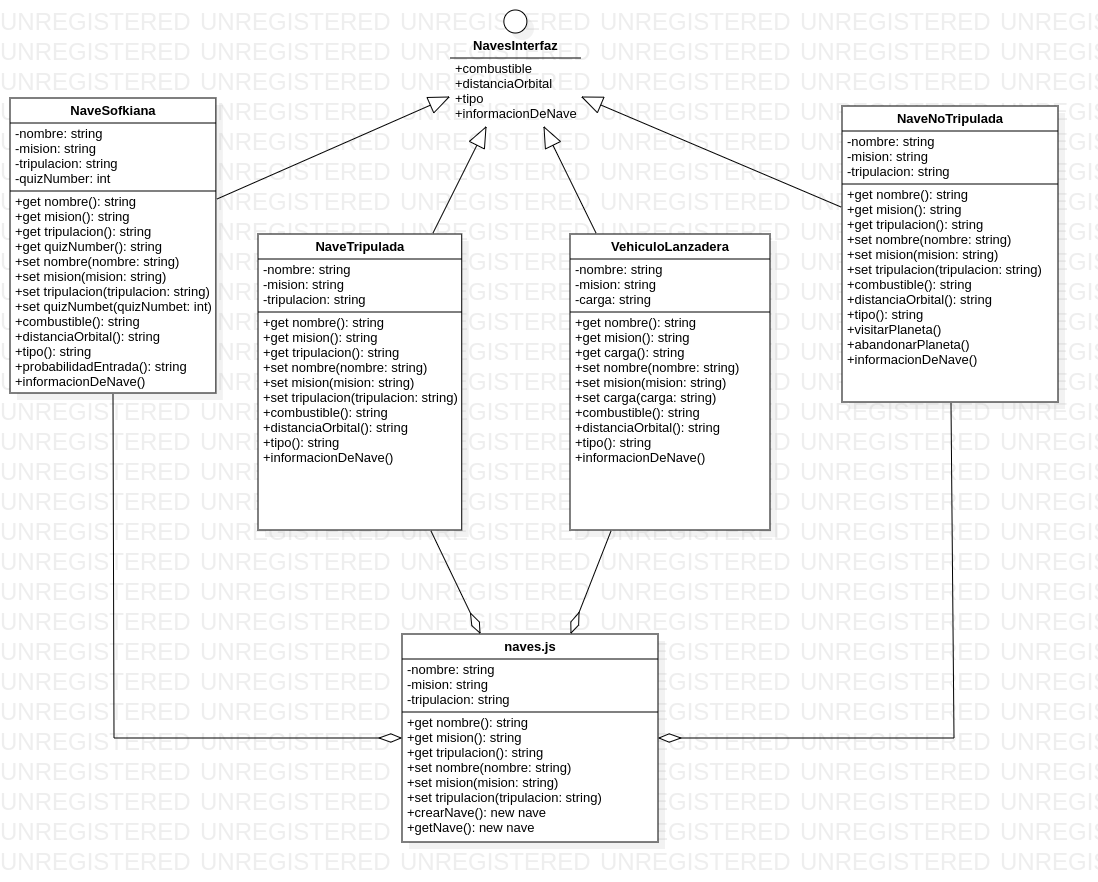 NavesInterfaz
+combustible
+distanciaOrbital
+tipo
+informacionDeNave
NaveSofkiana
-nombre: string
-mision: string
-tripulacion: string
-quizNumber: int
+get nombre(): string
+get mision(): string
+get tripulacion(): string
+get quizNumber(): string
+set nombre(nombre: string)
+set mision(mision: string)
+set tripulacion(tripulacion: string)
+set quizNumbet(quizNumbet: int)
+combustible(): string
+distanciaOrbital(): string
+tipo(): string
+probabilidadEntrada(): string
+informacionDeNave()
NaveTripulada
-nombre: string
-mision: string
-tripulacion: string
+get nombre(): string
+get mision(): string
+get tripulacion(): string
+set nombre(nombre: string)
+set mision(mision: string)
+set tripulacion(tripulacion: string)
+combustible(): string
+distanciaOrbital(): string
+tipo(): string
+informacionDeNave()
VehiculoLanzadera
-nombre: string
-mision: string
-carga: string
+get nombre(): string
+get mision(): string
+get carga(): string
+set nombre(nombre: string)
+set mision(mision: string)
+set carga(carga: string)
+combustible(): string
+distanciaOrbital(): string
+tipo(): string
+informacionDeNave()
NaveNoTripulada
-nombre: string
-mision: string
-tripulacion: string
+get nombre(): string
+get mision(): string
+get tripulacion(): string
+set nombre(nombre: string)
+set mision(mision: string)
+set tripulacion(tripulacion: string)
+combustible(): string
+distanciaOrbital(): string
+tipo(): string
+visitarPlaneta()
+abandonarPlaneta()
+informacionDeNave()
naves.js
-nombre: string
-mision: string
-tripulacion: string
+get nombre(): string
+get mision(): string
+get tripulacion(): string
+set nombre(nombre: string)
+set mision(mision: string)
+set tripulacion(tripulacion: string)
+crearNave(): new nave
+getNave(): new nave
UNREGISTERED